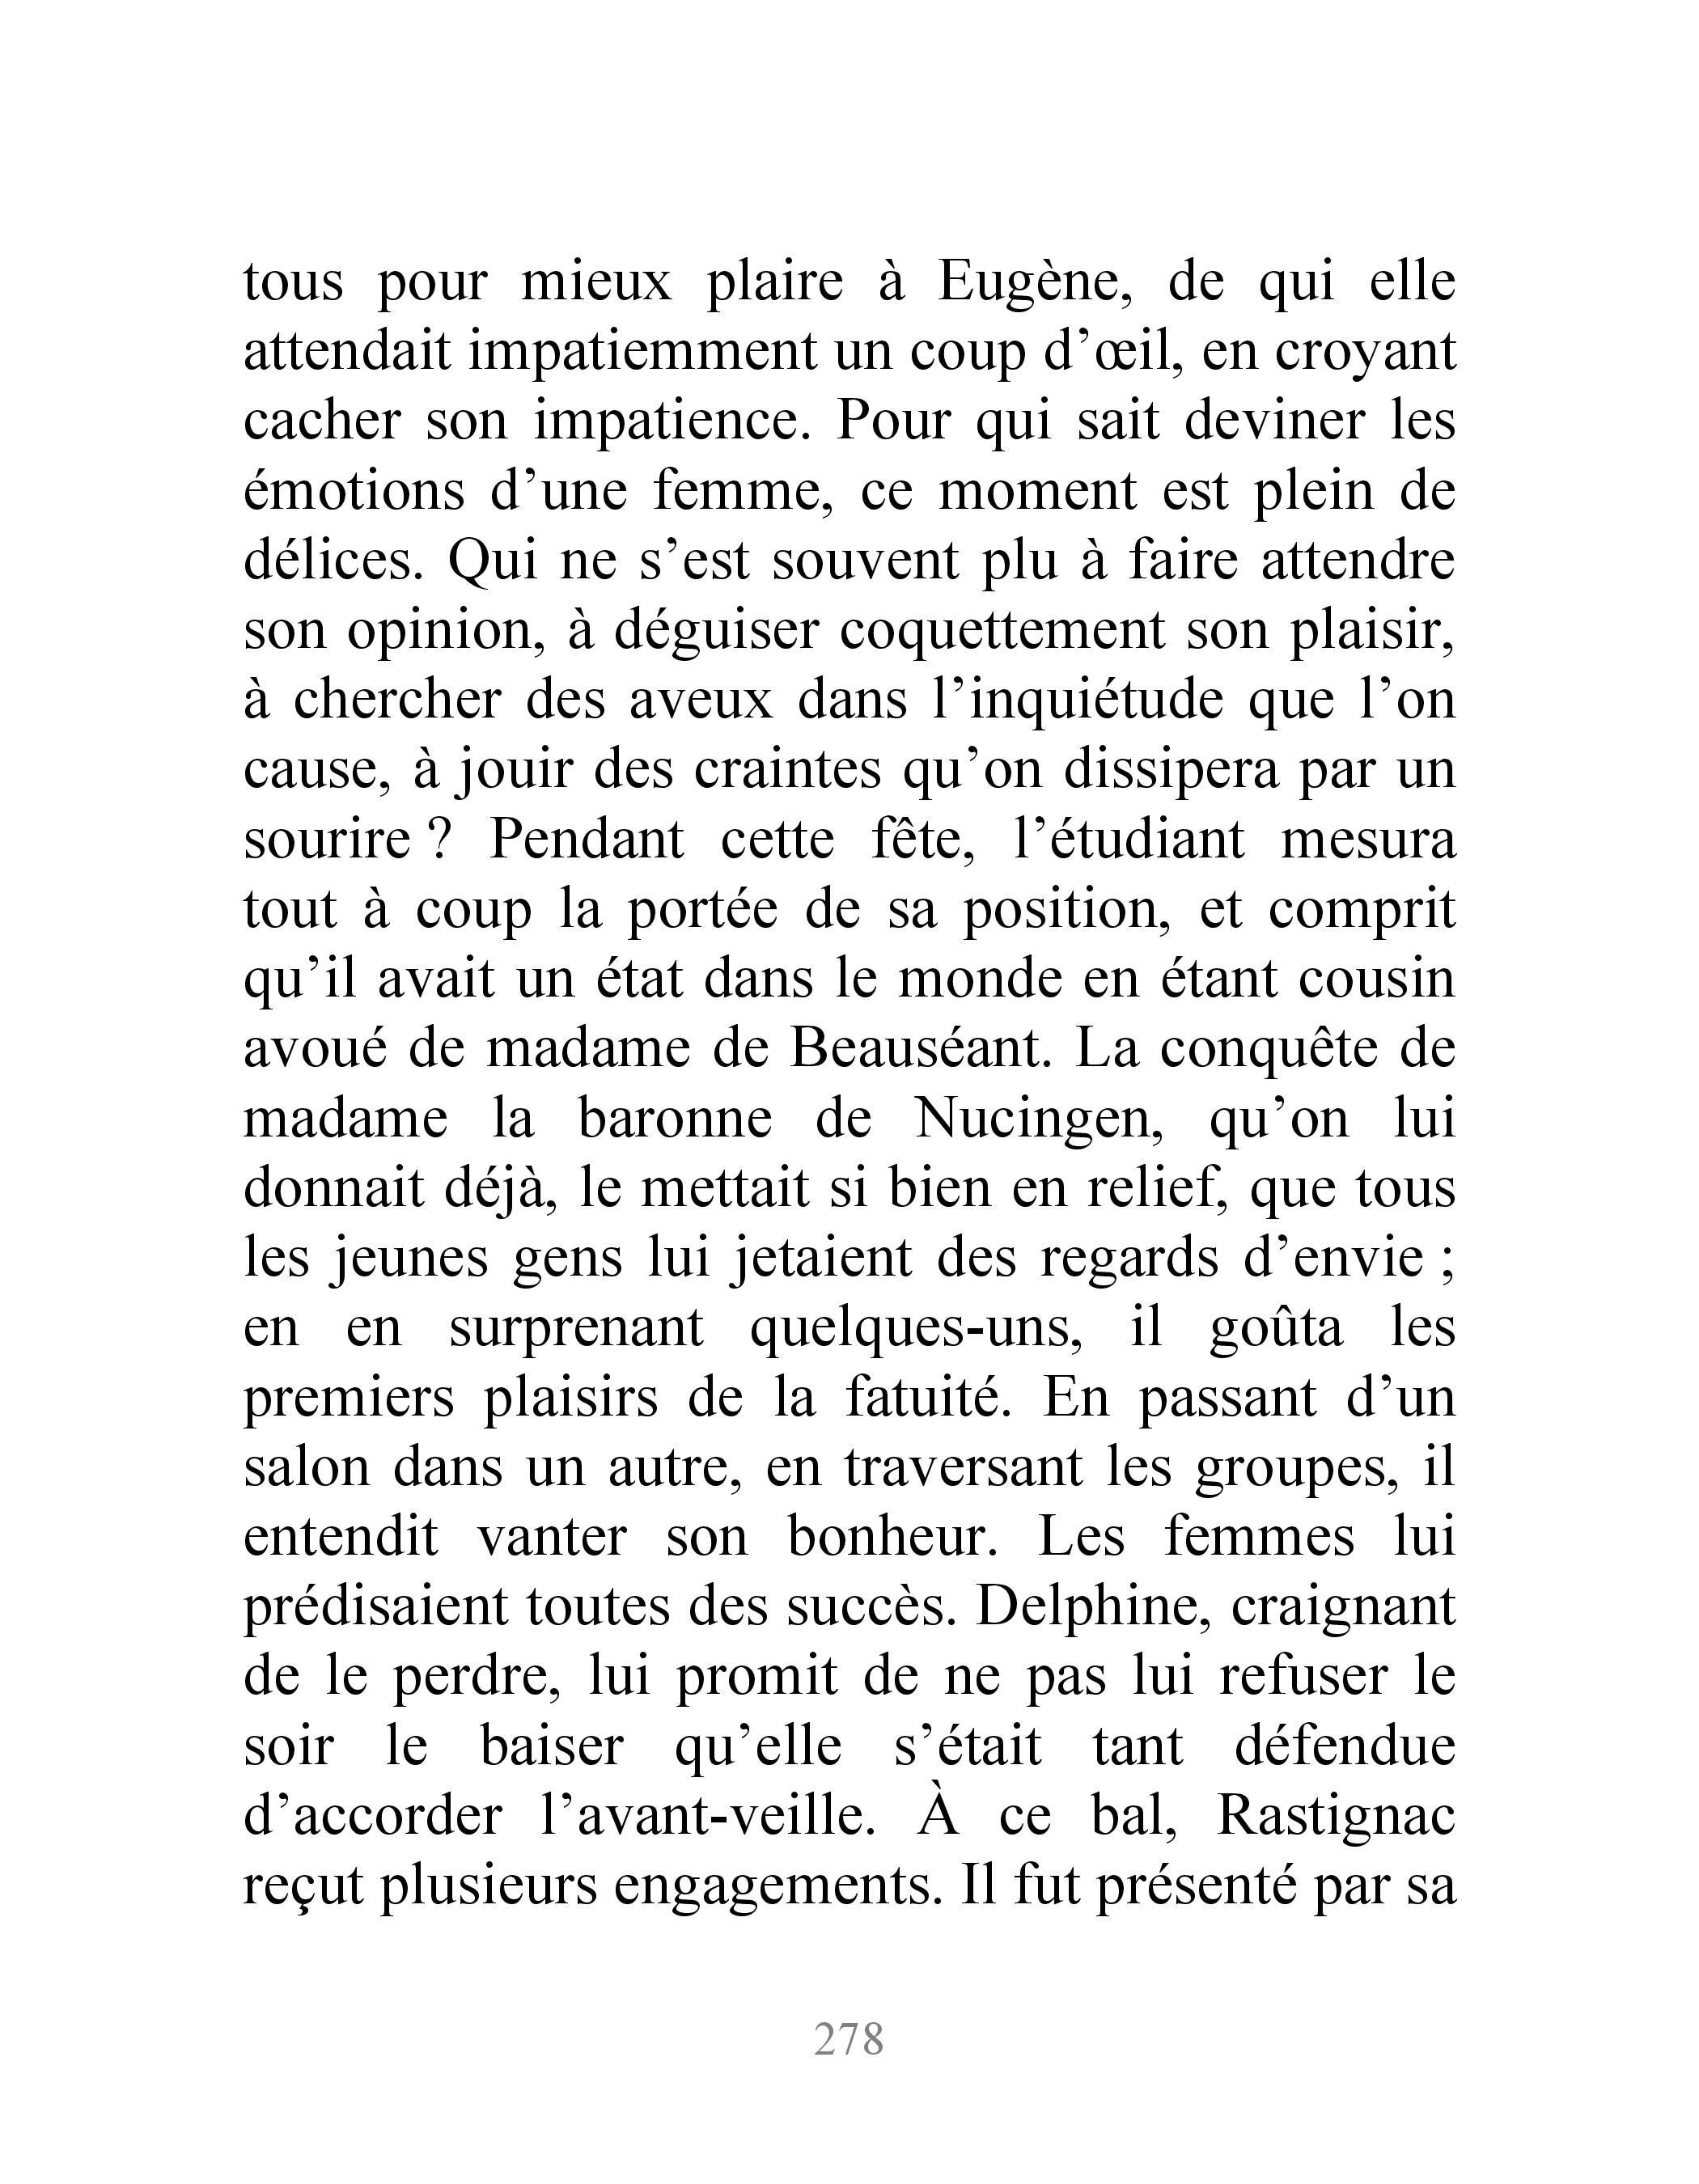 tous pour mieux plaire à Eugène, de qui elle
attendait impatiemment un coup d’œil, en croyant
cacher son impatience. Pour qui sait deviner les
émotions d’une femme, ce moment est plein de
délices. Qui ne s’est souvent plu à faire attendre
son opinion, à déguiser coquettement son plaisir,
à chercher des aveux dans l’inquiétude que l’on
cause, à jouir des craintes qu’on dissipera par un
sourire ? Pendant cette fête, l’étudiant mesura
tout à coup la portée de sa position, et comprit
qu’il avait un état dans le monde en étant cousin
avoué de madame de Beauséant. La conquête de
madame la baronne de Nucingen, qu’on lui
donnait déjà, le mettait si bien en relief, que tous
les jeunes gens lui jetaient des regards d’envie ;
en en surprenant quelques-uns, il goûta les
premiers plaisirs de la fatuité. En passant d’un
salon dans un autre, en traversant les groupes, il
entendit vanter son bonheur. Les femmes lui
prédisaient toutes des succès. Delphine, craignant
de le perdre, lui promit de ne pas lui refuser le
soir le baiser qu’elle s’était tant défendue
d’accorder l’avant-veille. À ce bal, Rastignac
reçut plusieurs engagements. Il fut présenté par sa
278